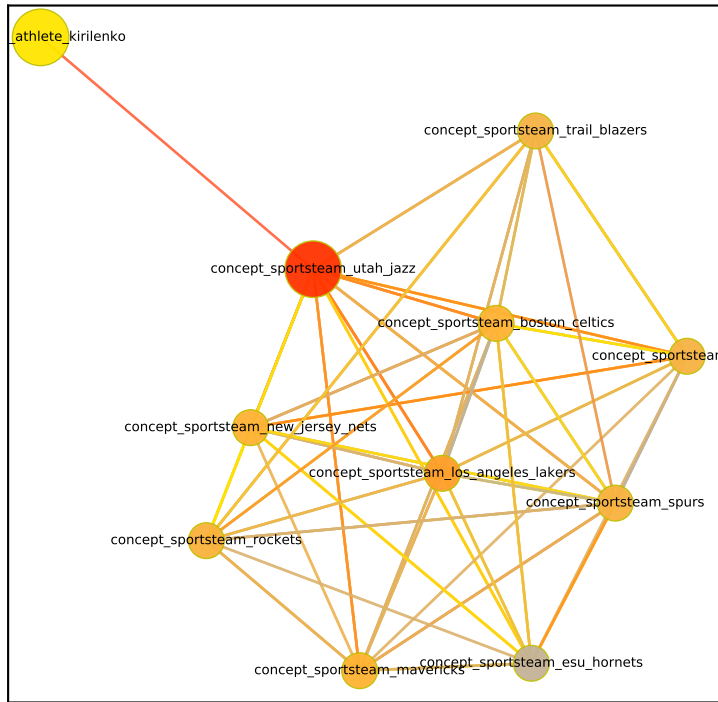 _athlete_kirilenko
concept_sportsteam_trail_blazers
concept_sportsteam_utah_jazz
concept_sportsteam_boston_celtics
concept_sportsteam
concept_sportsteam_new_jersey_nets
concept_sportsteam_los_angeles_lakers
concept_sportsteam_spurs
concept_sportsteam_rockets
concept_sportsteam_esu_hornets
concept_sportsteam_mavericks